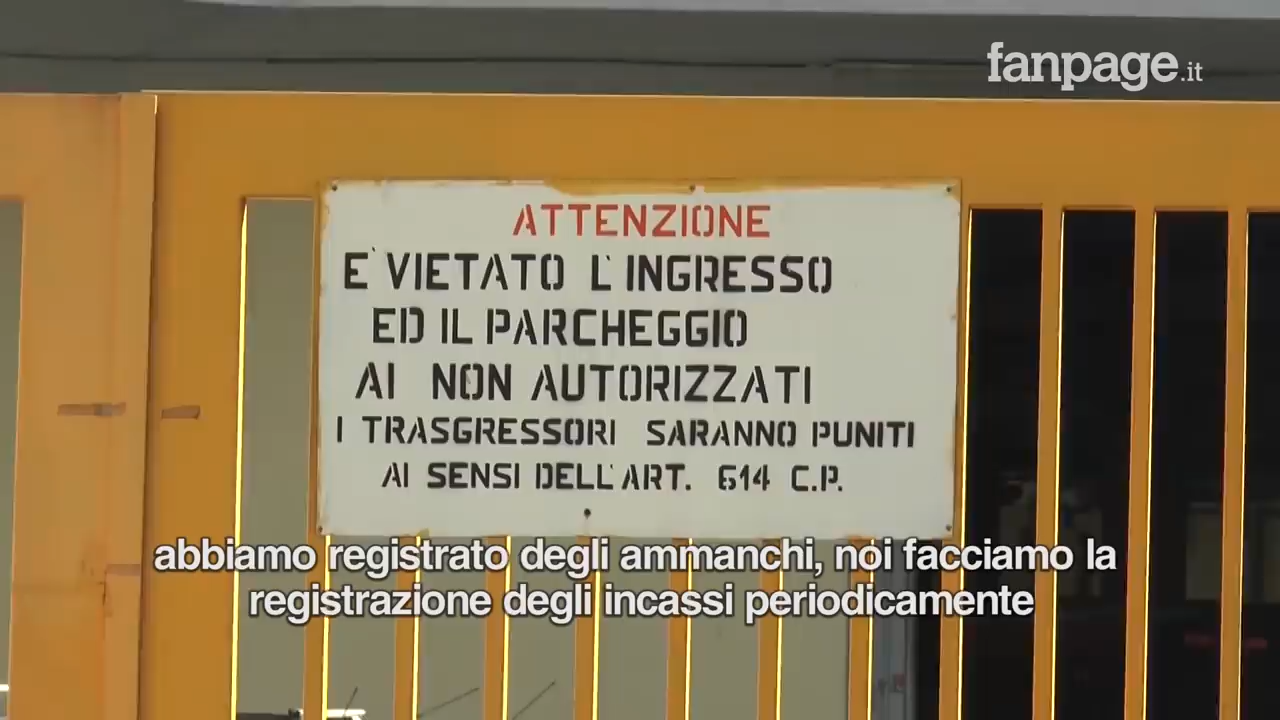 fanpage.it
ATTENZIONE
E' VIETATO L'INGRESSO
ED IL PARCHEGGIO
AI NON AUTORIZZATI
I TRASGRESSORI SARANNO PUNITI
AI SENSI DELL'ART. 614 C.P.
abbiamo registrato degli ammanchi, noi facciamo la
registrazione degli incassi periodicamente